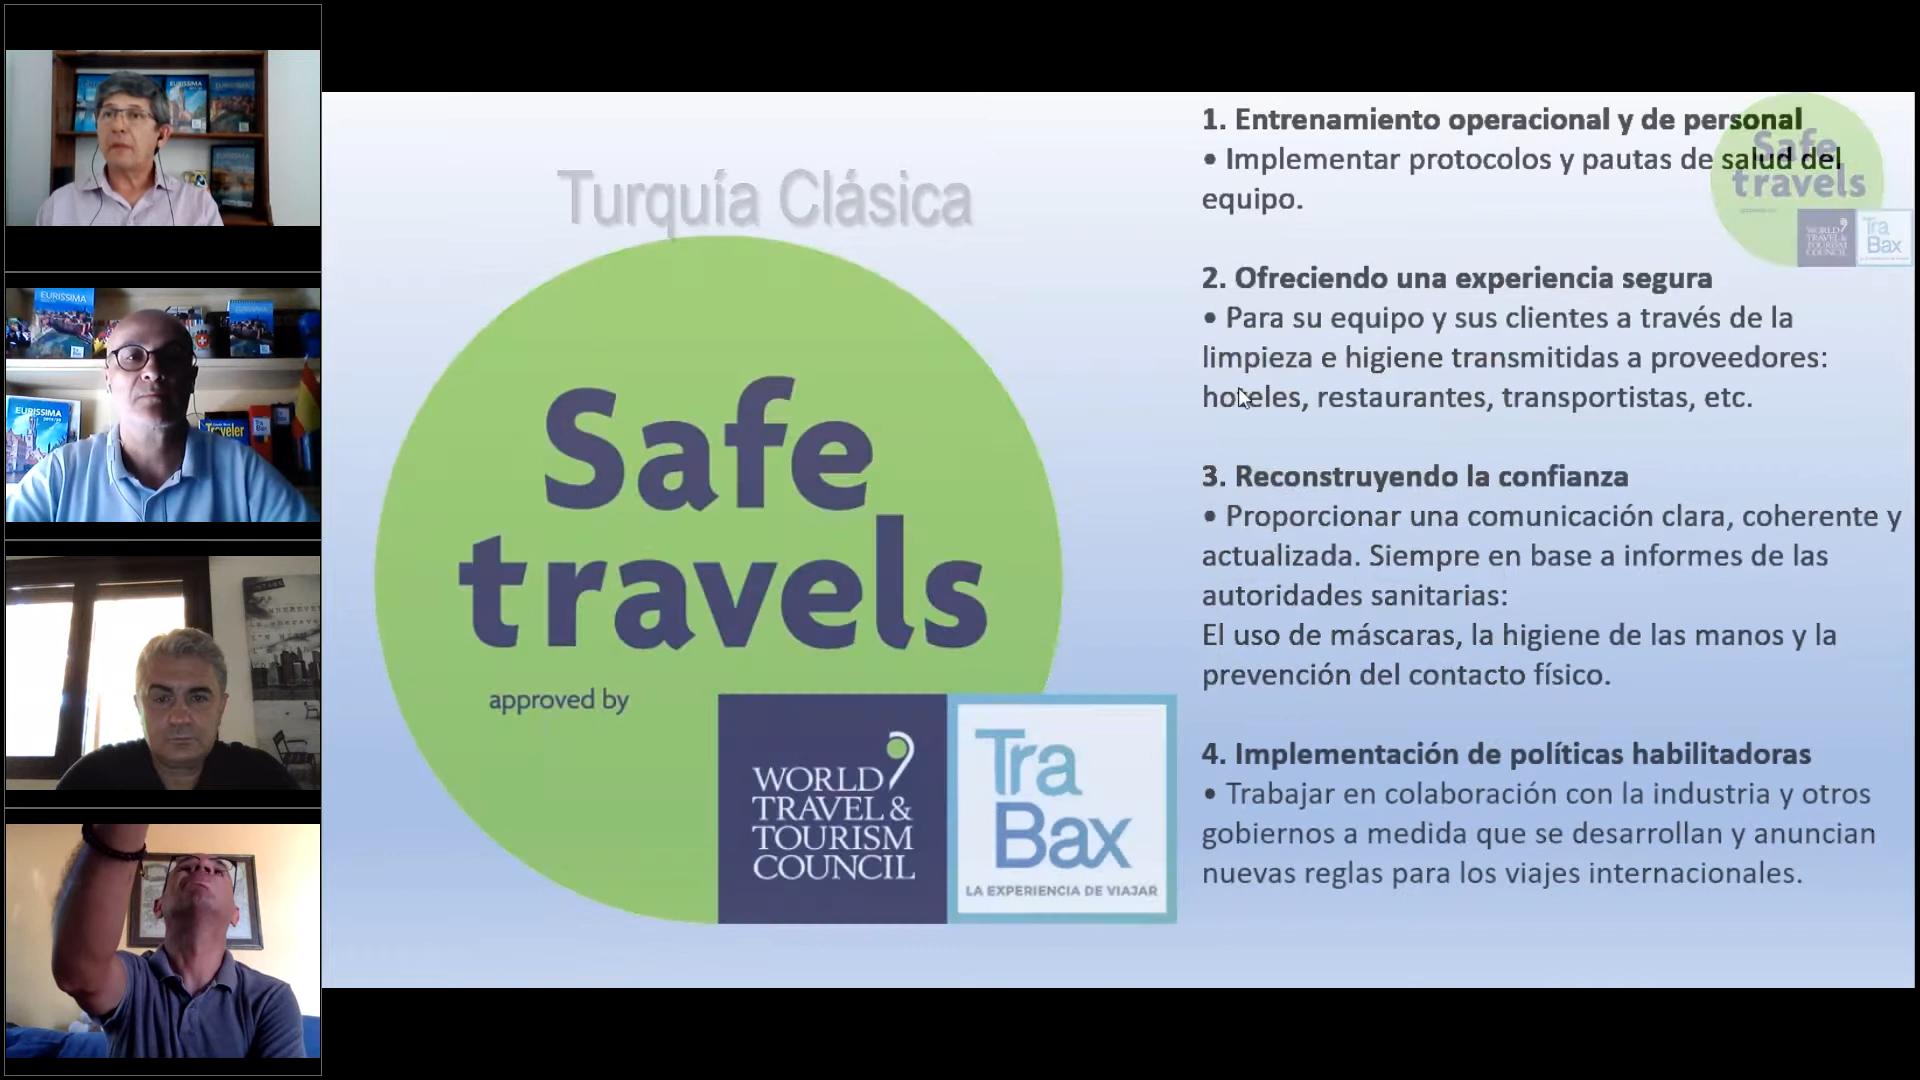 EURISSIMA
EURISSIMA
EURISSIMA
Traveler
Turquía Clásica
Safe
travels
approved by
WORLD
TRAVEL &
TOURISM
COUNCIL
Tra
Bax
LA EXPERIENCIA DE VIAJAR
1. Entrenamiento operacional y de personal
• Implementar protocolos y pautas de salud del
equipo.
2. Ofreciendo una experiencia segura
• Para su equipo y sus clientes a través de la
limpieza e higiene transmitidas a proveedores:
hoteles, restaurantes, transportistas, etc.
3. Reconstruyendo la confianza
• Proporcionar una comunicación clara, coherente y
actualizada. Siempre en base a informes de las
autoridades sanitarias:
El uso de máscaras, la higiene de las manos y la
prevención del contacto físico.
4. Implementación de políticas habilitadoras
• Trabajar en colaboración con la industria y otros
gobiernos a medida que se desarrollan y anuncian
nuevas reglas para los viajes internacionales.
Safe
travels
WORLD
TRAVEL &
TOURISM
COUNCIL
Tra
Bax